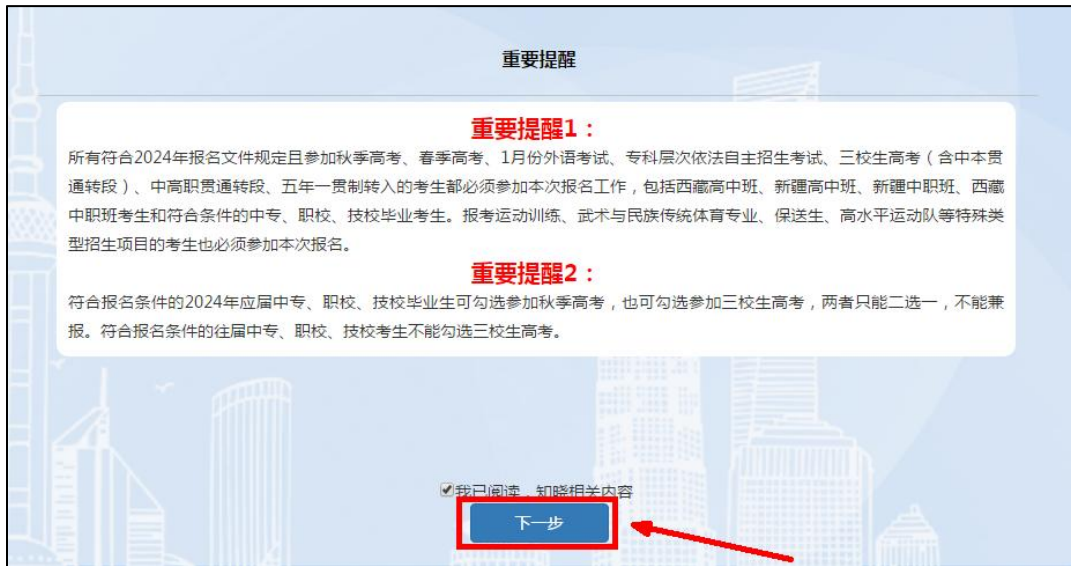 重要提醒
重要提醒1：
所有符合2024年报名文件规定且参加秋季高考、春季高考、1月份外语考试、专科层次依法自主招生考试、三校生高考（含中本贯
通转段）、中高职贯通转段、五年一贯制转入的考生都必须参加本次报名工作，包括西藏高中班、新疆高中班、新疆中职班、西藏
中职班考生和符合条件的中专、职校、技校毕业考生。报考运动训练、武术与民族传统体育专业、保送生、高水平运动队等特殊类
型招生项目的考生也必须参加本次报名。
重要提醒2：
符合报名条件的2024年应届中专、职校、技校毕业生可勾选参加秋季高考，也可勾选参加三校生高考，两者只能二选一，不能兼
报。符合报名条件的往届中专、职校、技校考生不能勾选三校生高考。
我已阅读，知晓相关内容
下一步